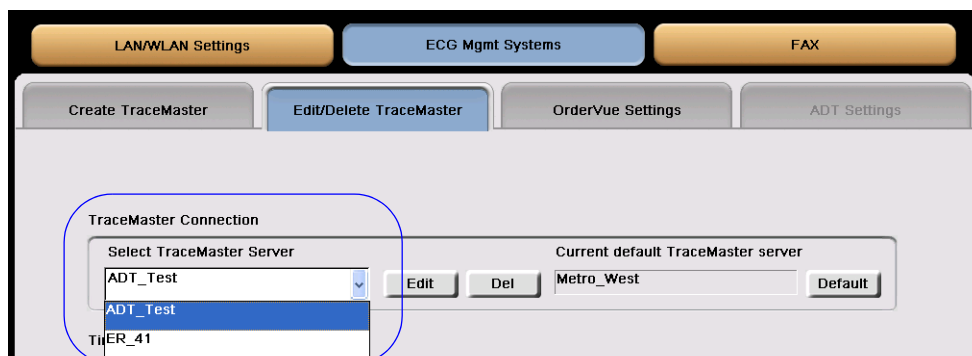 LAN/WLAN Settings
ECG Mgmt Systems
FAX
Create TraceMaster
Edit/Delete TraceMaster
OrderVue Settings
ADT Settings
TraceMaster Connection
Select TraceMaster Server
Current default TraceMaster server
ADT_Test
Edit
Del
Metro_West
Default
ADT_Test
ER_41